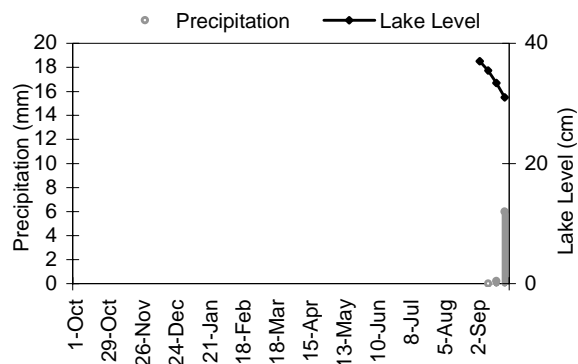 Precipitation Lake Level
Precipitation (mm)
20
18
16
14
12
10
8
6
4
2
0
40
20
0
Lake Level (cm)
1-Oct
29-Oct
26-Nov
24-Dec
21-Jan
18-Feb
18-Mar
15-Apr
13-May
10-Jun
8-Jul
5-Aug
2-Sep